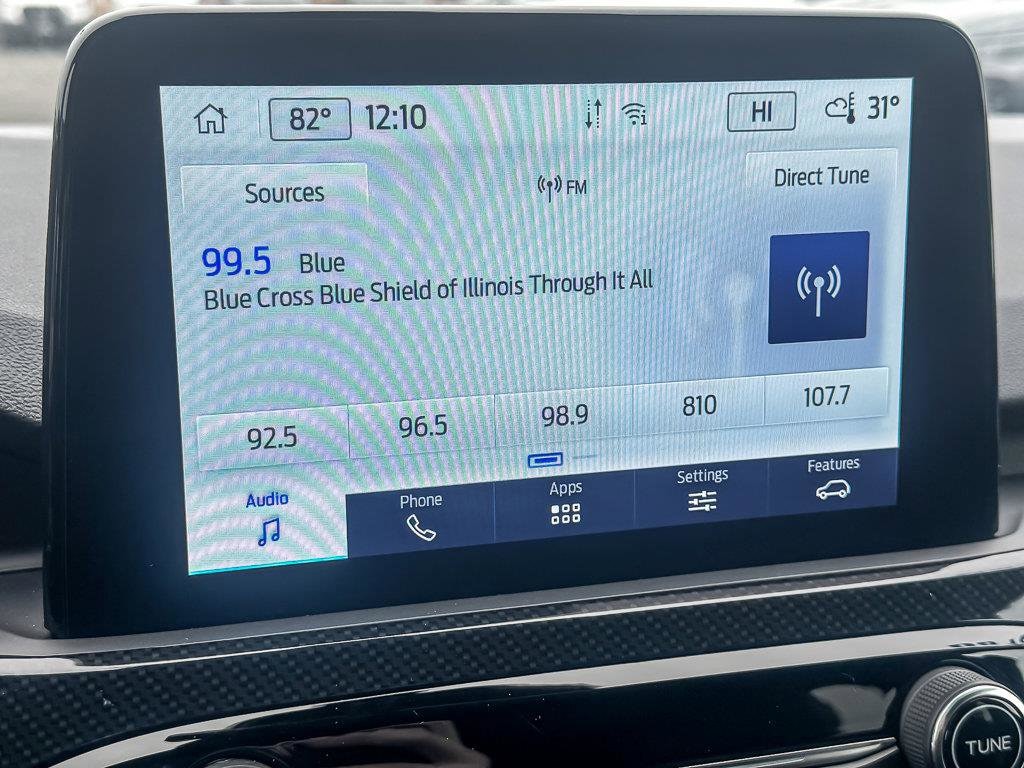 82° 12:10 HI 31°
Sources FM Direct Tune
99.5 Blue
Blue Cross Blue Shield of Illinois Through It All
92.5 96.5 98.9 810 107.7
Audio Phone Apps Settings Features
TUNE